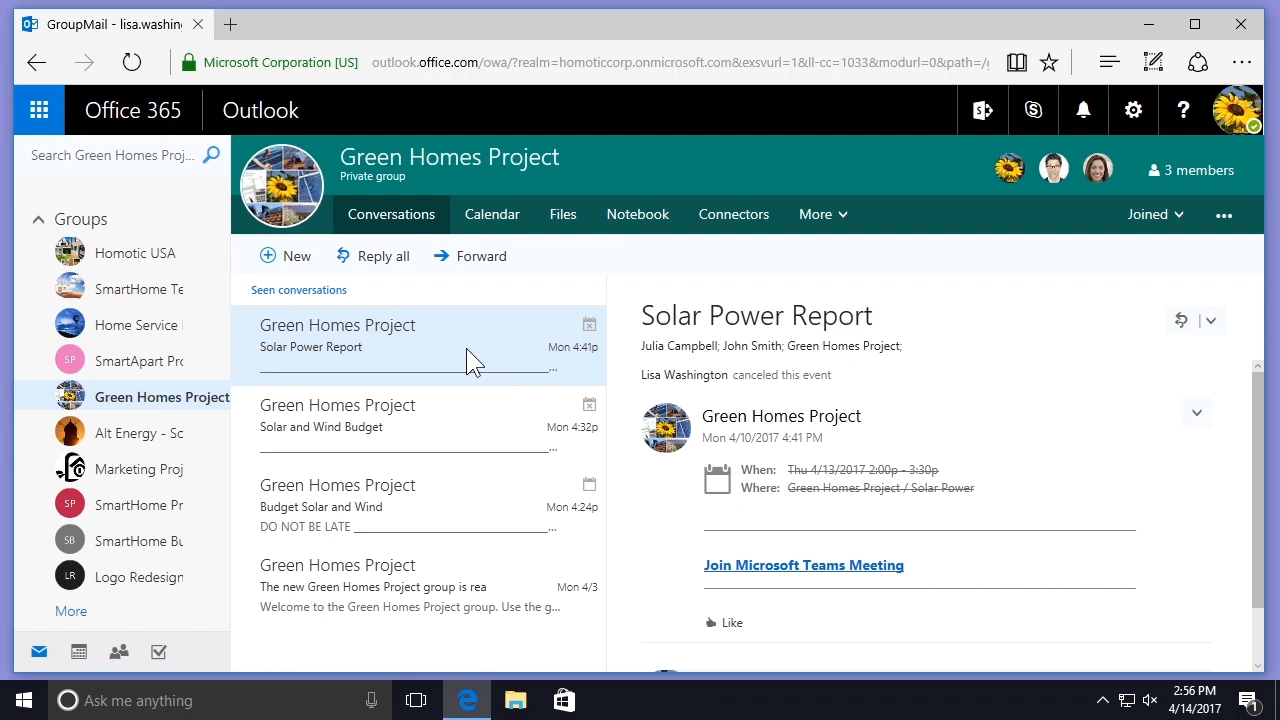 GroupMail - lisa.washin
Microsoft Corporation [US]
outlook.office.com/owa/?realm=homoticcorp.onmicrosoft.com&exsvurl=1&ll-cc=1033&modurl=0&path=/g
Office 365
Outlook
Search Green Homes Proj...
Groups
Homotic USA
SmartHome Te
Home Service
SP
SmartApart Pro
Green Homes Project
Alt Energy - So
Marketing Proj
SP
SmartHome Pr
SB
SmartHome Bu
LR
Logo Redesign
More
Green Homes Project
Private group
3 members
Conversations
Calendar
Files
Notebook
Connectors
More
Joined
New
Reply all
Forward
Seen conversations
Green Homes Project
Solar Power Report
Mon 4:41p
Green Homes Project
Solar and Wind Budget
Mon 4:32p
Green Homes Project
Budget Solar and Wind
Mon 4:24p
DO NOT BE LATE ______________________________...
Green Homes Project
The new Green Homes Project group is rea
Mon 4/3
Welcome to the Green Homes Project group. Use the g...
Solar Power Report
Julia Campbell; John Smith; Green Homes Project;
Lisa Washington canceled this event
Green Homes Project
Mon 4/10/2017 4:41 PM
When: Thu 4/13/2017 2:00p - 3:30p
Where: Green Homes Project / Solar Power
Join Microsoft Teams Meeting
Like
Ask me anything
2:56 PM
4/14/2017
1